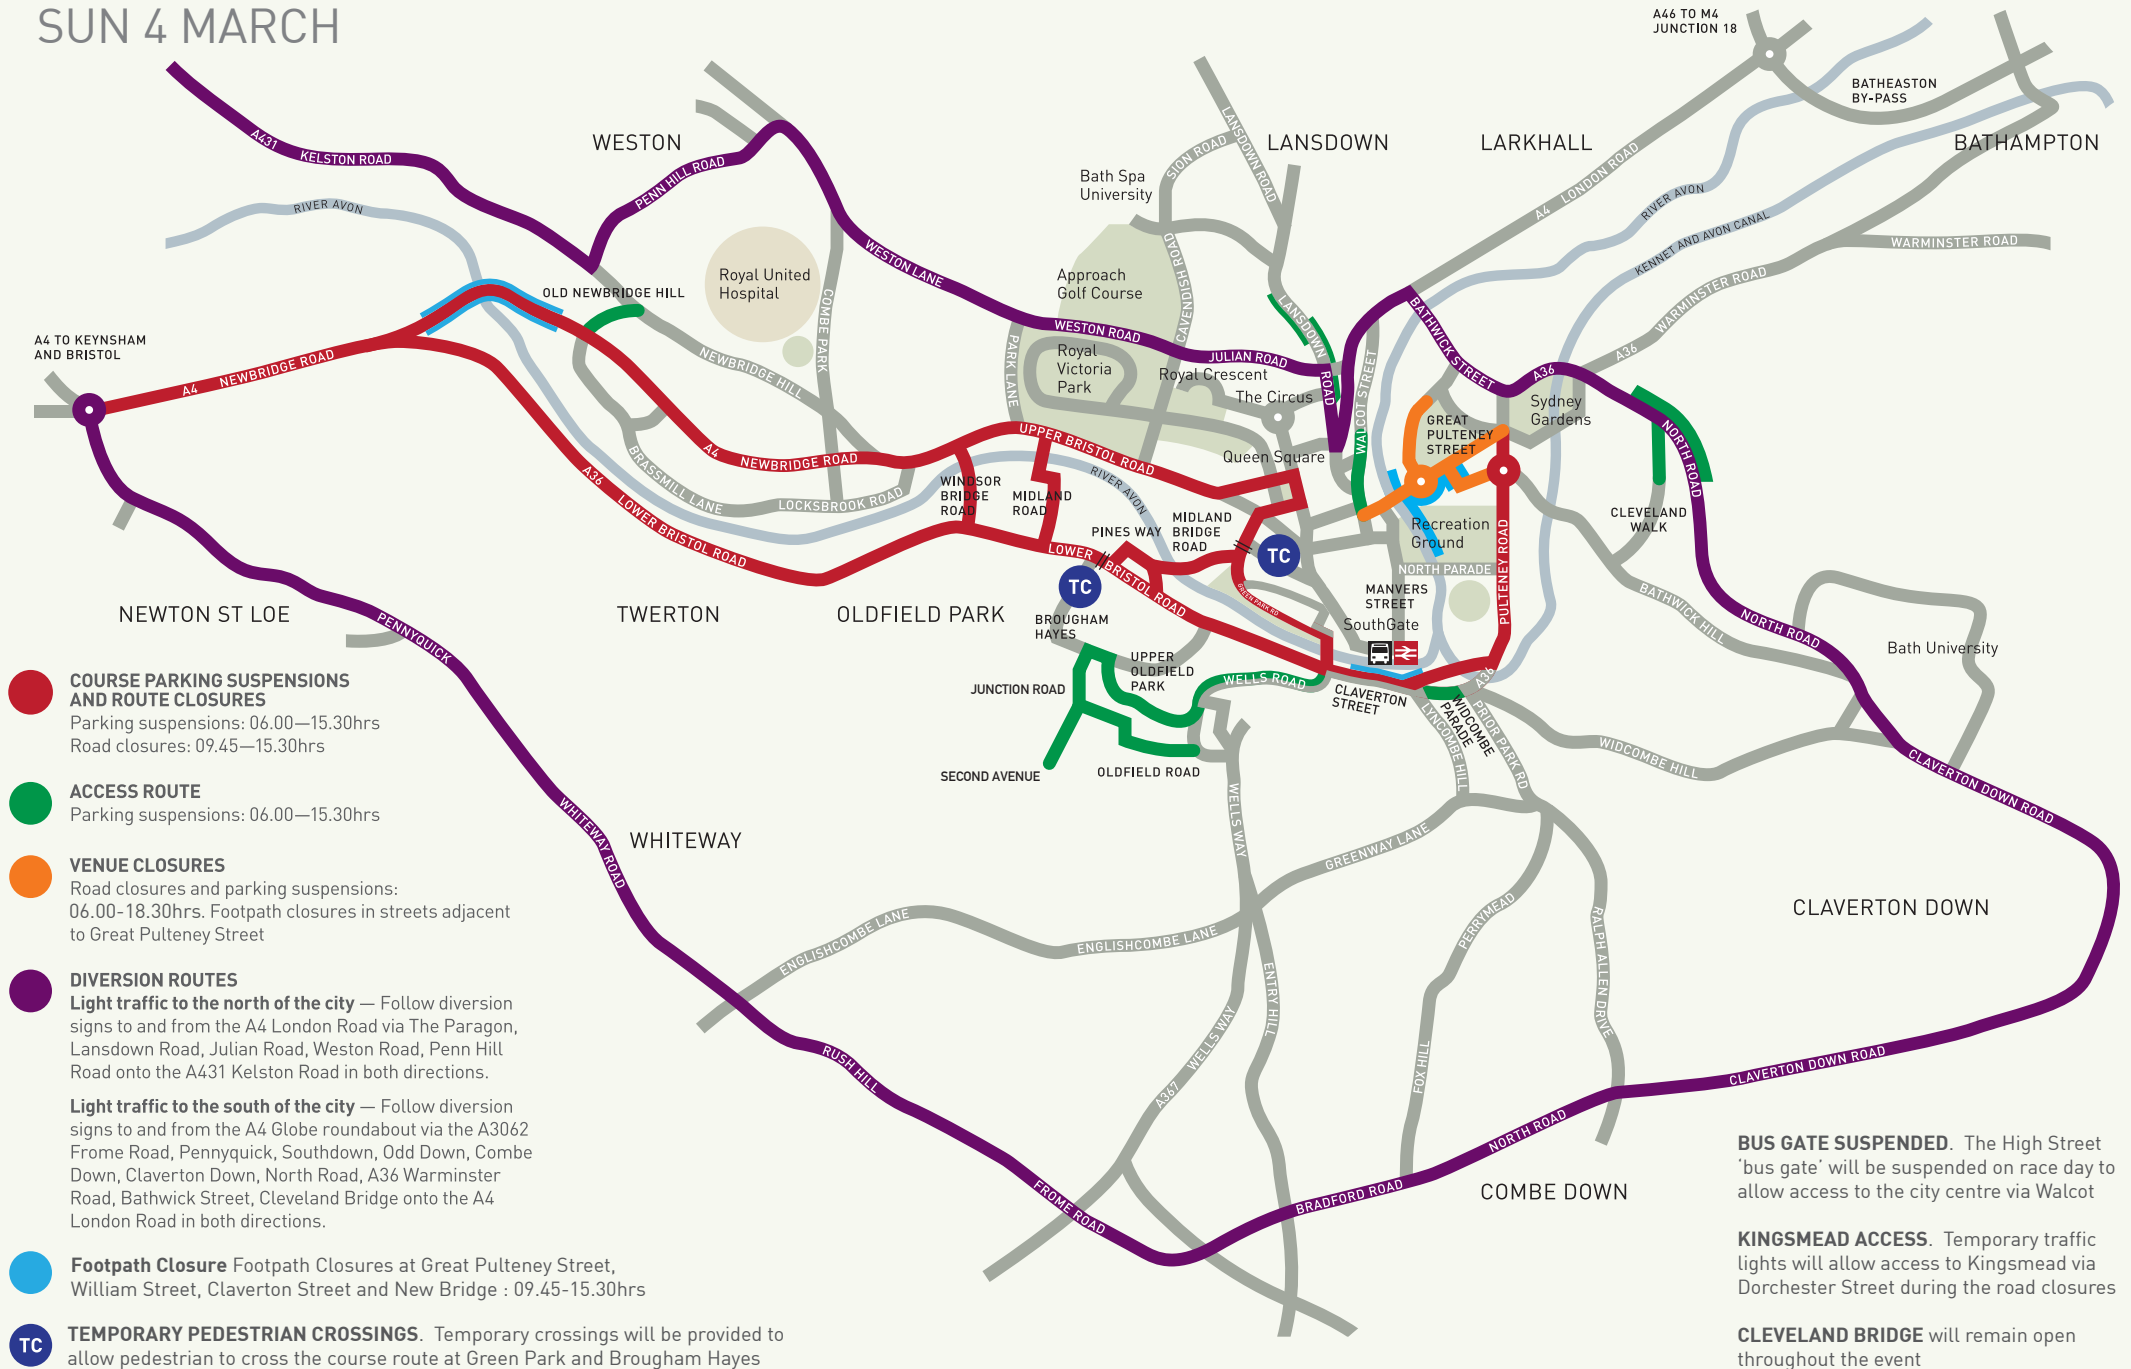 SUN 4 MARCH
A46 TO M4
JUNCTION 18
BATHEASTON
BY-PASS
WESTON
LANSDOWN
LARKHALL
BATHAMPTON
A431
KELSTON ROAD
PENN HILL ROAD
RIVER AVON
SION ROAD
LANSDOWN ROAD
Bath Spa
University
A4 LONDON ROAD
RIVER AVON
KENNET AND AVON CANAL
WARMINSTER ROAD
WARMINSTER ROAD
A36
Royal United
Hospital
OLD NEWBRIDGE HILL
COMBE PARK
WESTON LANE
Approach
Golf Course
CAVENDISH ROAD
LANSDOWN
ROAD
A4 TO KEYNSHAM
AND BRISTOL
A4 NEWBRIDGE ROAD
NEWBRIDGE HILL
WESTON ROAD
JULIAN ROAD
PARK LANE
Royal
Victoria
Park
Royal Crescent
The Circus
WALCOT STREET
BATHWICK STREET
A36
Sydney
Gardens
GREAT
PULTENEY
STREET
NORTH ROAD
Queen Square
UPPER BRISTOL ROAD
A4
NEWBRIDGE ROAD
BRASSMILL LANE
LOCKSBROOK ROAD
A36
LOWER BRISTOL ROAD
WINDSOR
BRIDGE
ROAD
MIDLAND
ROAD
RIVER AVON
PINES WAY
MIDLAND
BRIDGE
ROAD
TC
TC
LOWER
BRISTOL ROAD
GREEN PARK RD
Recreation
Ground
NORTH PARADE
PULTENEY ROAD
CLEVELAND
WALK
MANVERS
STREET
SouthGate
BATHWICK HILL
NORTH ROAD
Bath University
NEWTON ST LOE
TWERTON
OLDFIELD PARK
BROUGHAM
HAYES
UPPER
OLDFIELD
PARK
JUNCTION ROAD
WELLS ROAD
CLAVERTON
STREET
A36
LYNCOMBE HILL
WIDCOMBE
PARADE
PRIOR PARK RD
WIDCOMBE HILL
CLAVERTON DOWN ROAD
SECOND AVENUE
OLDFIELD ROAD
PENNYQUICK
WHITEWAY ROAD
WHITEWAY
WELLS WAY
GREENWAY LANE
ENGLISHCOMBE LANE
ENGLISHCOMBE LANE
PERRYMEAD
RALPH ALLEN DRIVE
CLAVERTON DOWN
ENTRY HILL
A367 WELLS WAY
FOX HILL
RUSH HILL
FROME ROAD
BRADFORD ROAD
NORTH ROAD
CLAVERTON DOWN ROAD
COMBE DOWN
COURSE PARKING SUSPENSIONS
AND ROUTE CLOSURES
Parking suspensions: 06.00—15.30hrs
Road closures: 09.45—15.30hrs
ACCESS ROUTE
Parking suspensions: 06.00—15.30hrs
VENUE CLOSURES
Road closures and parking suspensions:
06.00-18.30hrs. Footpath closures in streets adjacent
to Great Pulteney Street
DIVERSION ROUTES
Light traffic to the north of the city — Follow diversion
signs to and from the A4 London Road via The Paragon,
Lansdown Road, Julian Road, Weston Road, Penn Hill
Road onto the A431 Kelston Road in both directions.
Light traffic to the south of the city — Follow diversion
signs to and from the A4 Globe roundabout via the A3062
Frome Road, Pennyquick, Southdown, Odd Down, Combe
Down, Claverton Down, North Road, A36 Warminster
Road, Bathwick Street, Cleveland Bridge onto the A4
London Road in both directions.
Footpath Closure Footpath Closures at Great Pulteney Street,
William Street, Claverton Street and New Bridge : 09.45-15.30hrs
TC
TEMPORARY PEDESTRIAN CROSSINGS. Temporary crossings will be provided to
allow pedestrian to cross the course route at Green Park and Brougham Hayes
BUS GATE SUSPENDED. The High Street
'bus gate' will be suspended on race day to
allow access to the city centre via Walcot
KINGSMEAD ACCESS. Temporary traffic
lights will allow access to Kingsmead via
Dorchester Street during the road closures
CLEVELAND BRIDGE will remain open
throughout the event